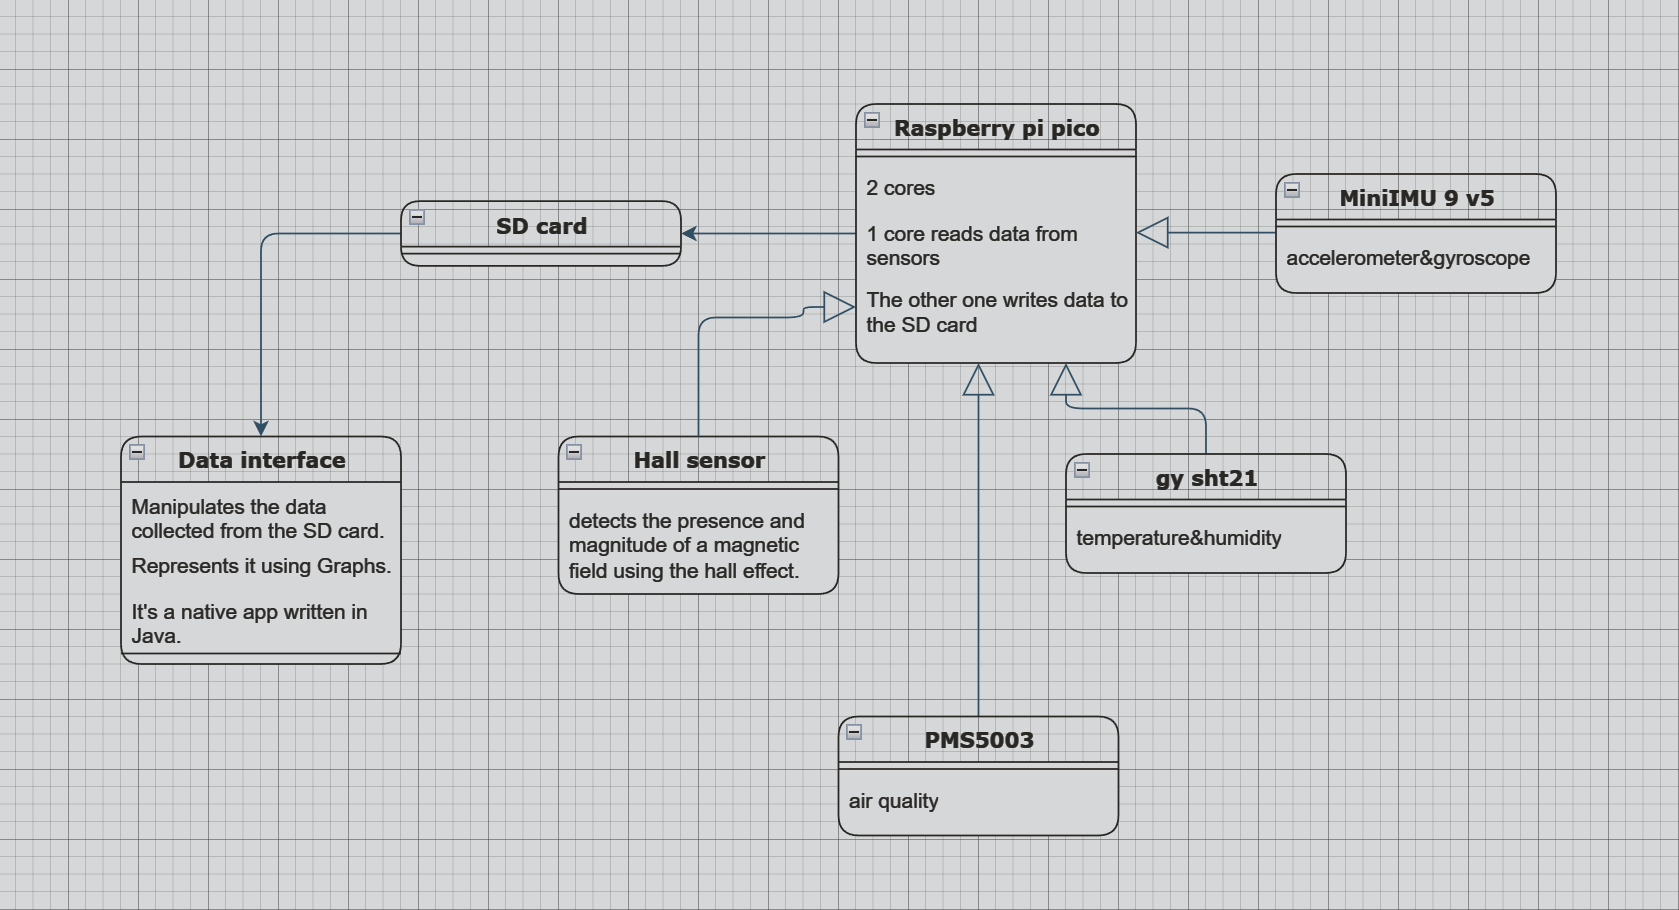 Raspberry pi pico
2 cores
1 core reads data from
sensors
The other one writes data to
the SD card
MiniIMU 9 v5
accelerometer&gyroscope
SD card
Data interface
Manipulates the data
collected from the SD card.
Represents it using Graphs.
It's a native app written in
Java.
Hall sensor
detects the presence and
magnitude of a magnetic
field using the hall effect.
gy sht21
temperature&humidity
PMS5003
air quality